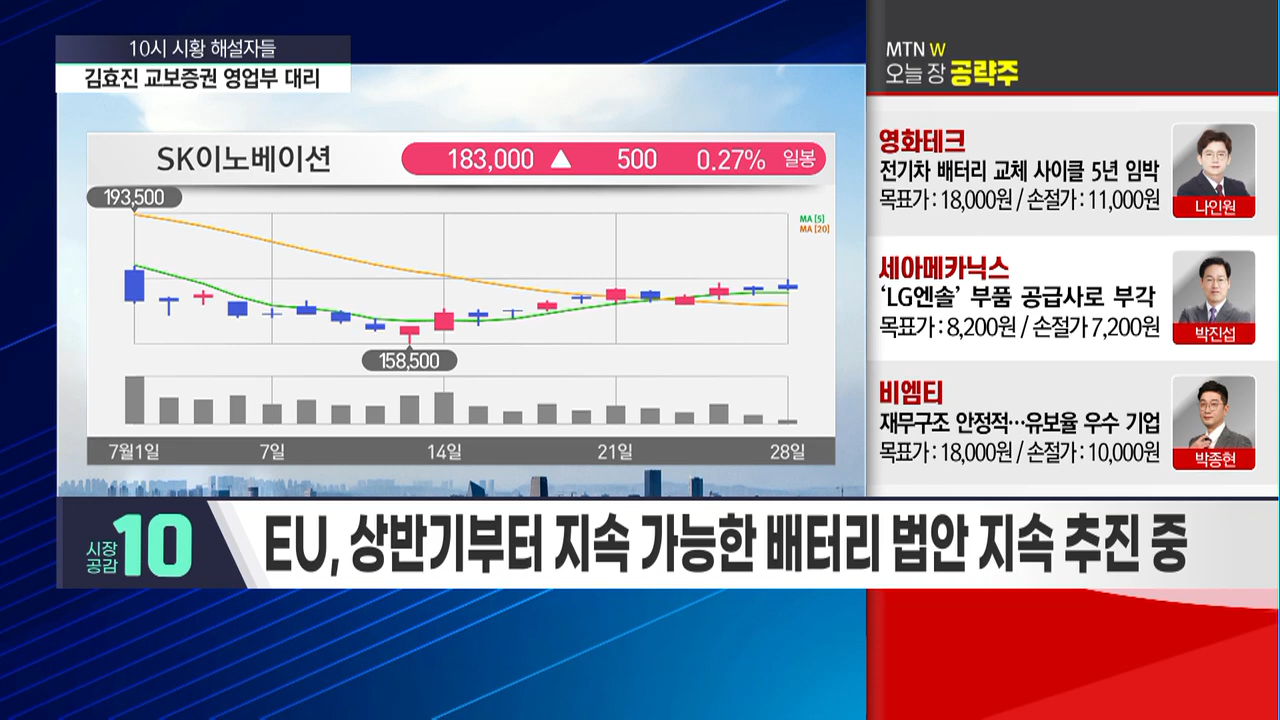 10시 시황 해설자들
김효진 교보증권 영업부 대리
SK이노베이션
183,000 ▲ 500 0.27% 일봉
193,500
MA [5]
MA [20]
158,500
7월1일 7일 14일 21일 28일
시장
공감
10
EU, 상반기부터 지속 가능한 배터리 법안 지속 추진 중
MTN W
오늘 장 공략주
영화테크
전기차 배터리 교체 사이클 5년 임박
목표가 : 18,000원 / 손절가 : 11,000원
나인원
세아메카닉스
‘LG엔솔’ 부품 공급사로 부각
목표가 : 8,200원 / 손절가 7,200원
박진섭
비엠티
재무구조 안정적…유보율 우수 기업
목표가 : 18,000원 / 손절가 : 10,000원
박종현